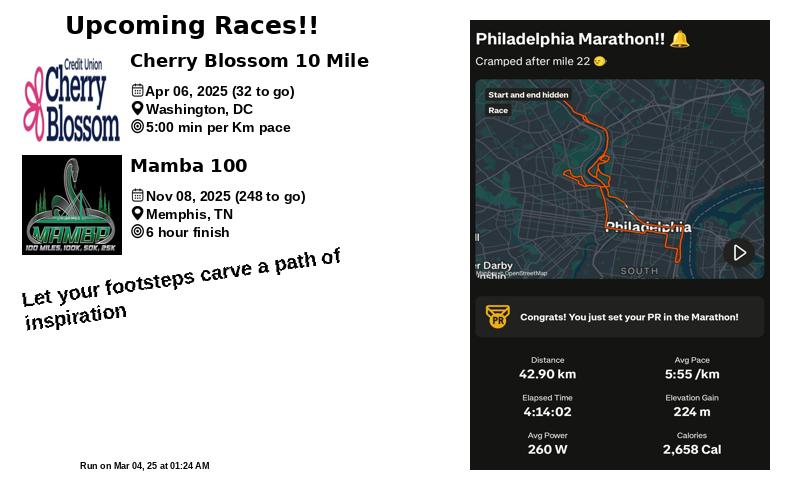 Upcoming Races!!
Credit Union
Cherry
Blossom
Cherry Blossom 10 Mile
Apr 06, 2025 (32 to go)
Washington, DC
5:00 min per Km pace
MAMBA
100 MILES, 100K, 50K, 25K
Mamba 100
Nov 08, 2025 (248 to go)
Memphis, TN
6 hour finish
Let your footsteps carve a path of
inspiration
Run on Mar 04, 25 at 01:24 AM
Philadelphia Marathon!! 🔔
Cramped after mile 22
Start and end hidden
Race
Philadelphia
r Darby
SOUTH
OpenStreetMap
PR
Congrats! You just set your PR in the Marathon!
Distance
42.90 km
Avg Pace
5:55 /km
Elapsed Time
4:14:02
Elevation Gain
224 m
Avg Power
260 W
Calories
2,658 Cal